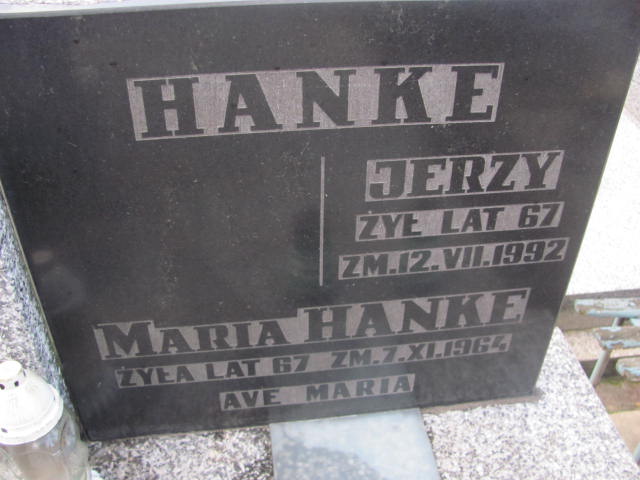 HANKE
JERZY
ŻYŁ LAT 67
ZM.12.VII.1992
MARIA HANKE
ŻYŁA LAT 67 ZM.7.XI.1964
AVE MARIA